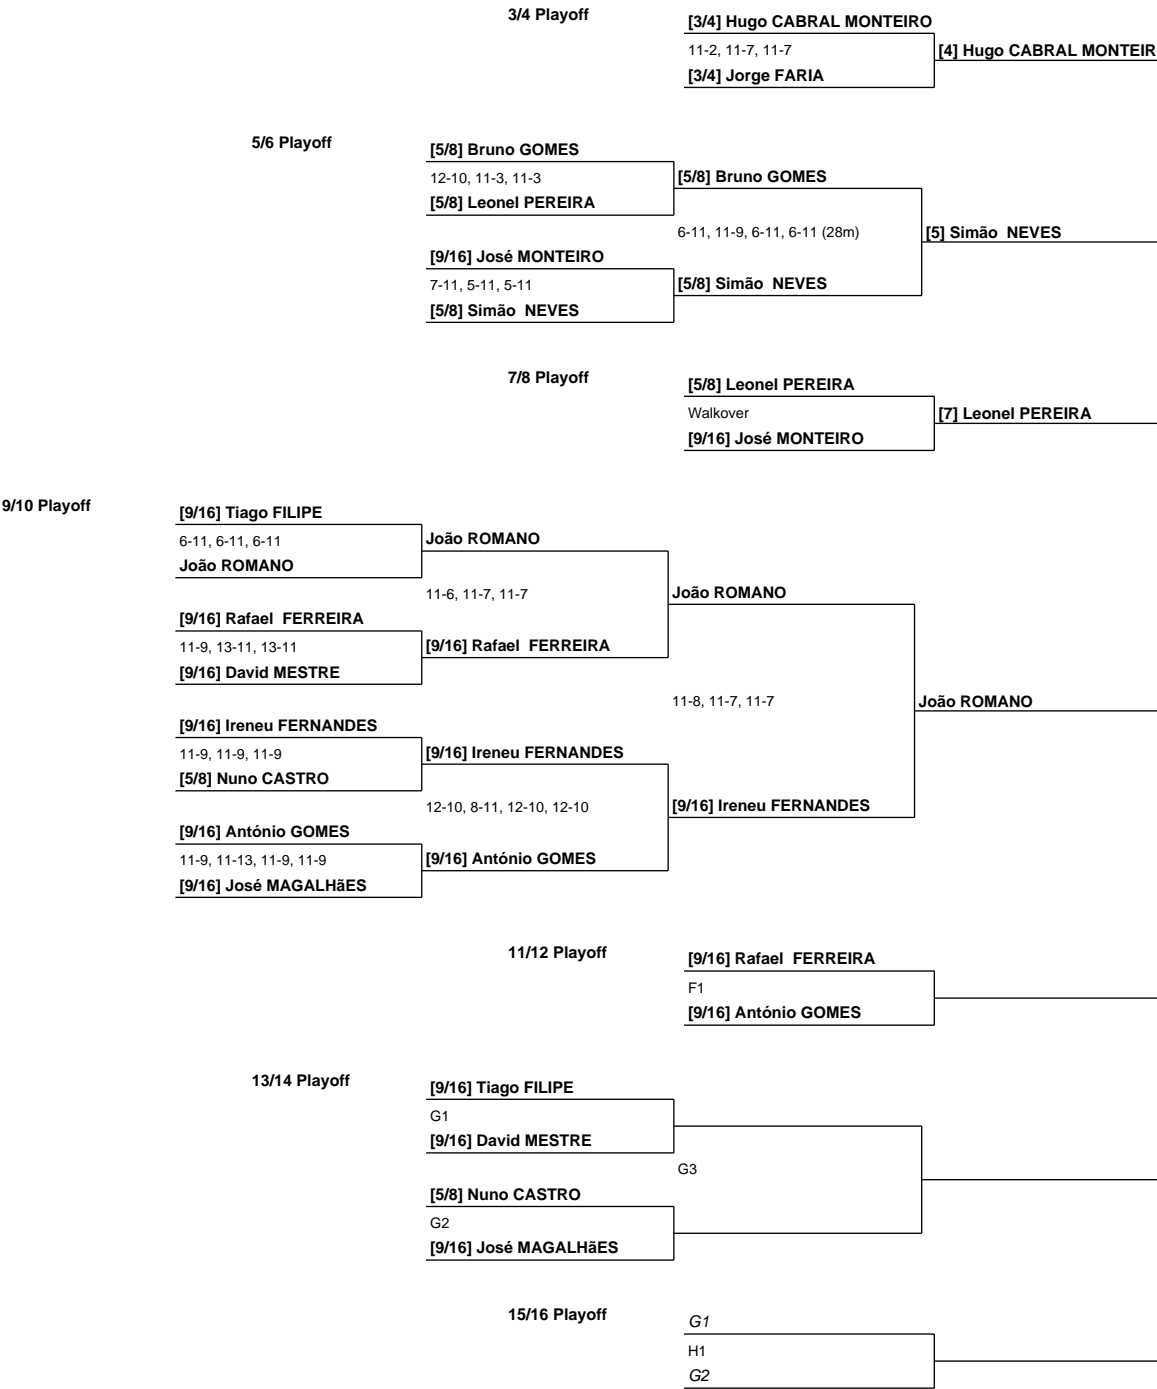 3/4 Playoff
[3/4] Hugo CABRAL MONTEIRO
11-2, 11-7, 11-7
[4] Hugo CABRAL MONTEIR
[3/4] Jorge FARIA
5/6 Playoff
[5/8] Bruno GOMES
12-10, 11-3, 11-3
[5/8] Bruno GOMES
[5/8] Leonel PEREIRA
6-11, 11-9, 6-11, 6-11 (28m)
[5] Simão NEVES
[9/16] José MONTEIRO
7-11, 5-11, 5-11
[5/8] Simão NEVES
[5/8] Simão NEVES
7/8 Playoff
[5/8] Leonel PEREIRA
Walkover
[7] Leonel PEREIRA
[9/16] José MONTEIRO
9/10 Playoff
[9/16] Tiago FILIPE
6-11, 6-11, 6-11
João ROMANO
João ROMANO
11-6, 11-7, 11-7
João ROMANO
[9/16] Rafael FERREIRA
11-9, 13-11, 13-11
[9/16] Rafael FERREIRA
[9/16] David MESTRE
11-8, 11-7, 11-7
João ROMANO
[9/16] Ireneu FERNANDES
11-9, 11-9, 11-9
[9/16] Ireneu FERNANDES
[5/8] Nuno CASTRO
12-10, 8-11, 12-10, 12-10
[9/16] Ireneu FERNANDES
[9/16] António GOMES
11-9, 11-13, 11-9, 11-9
[9/16] António GOMES
[9/16] José MAGALHãES
11/12 Playoff
[9/16] Rafael FERREIRA
F1
[9/16] António GOMES
13/14 Playoff
[9/16] Tiago FILIPE
G1
[9/16] David MESTRE
G3
[5/8] Nuno CASTRO
G2
[9/16] José MAGALHãES
15/16 Playoff
G1
H1
G2